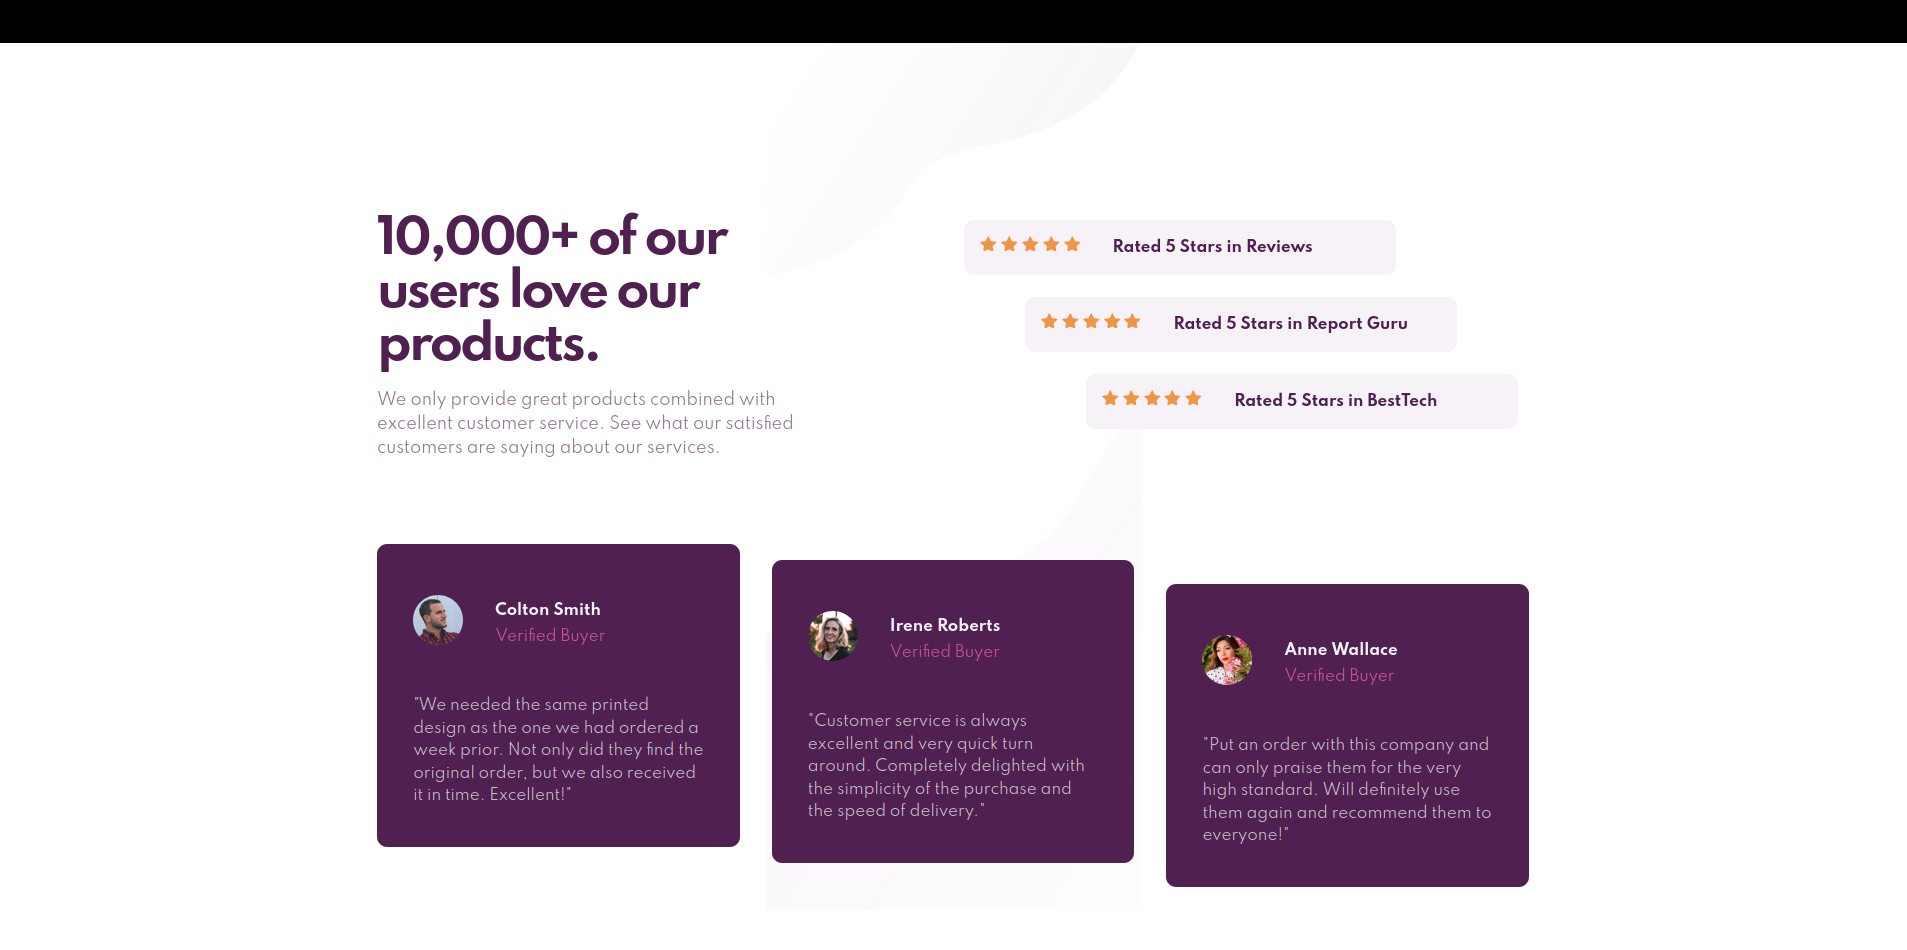 10,000+ of our
users love our
products.
We only provide great products combined with
excellent customer service. See what our satisfied
customers are saying about our services.
Rated 5 Stars in Reviews
Rated 5 Stars in Report Guru
Rated 5 Stars in BestTech
Colton Smith
Verified Buyer
"We needed the same printed
design as the one we had ordered a
week prior. Not only did they find the
original order, but we also received
it in time. Excellent!"
Irene Roberts
Verified Buyer
"Customer service is always
excellent and very quick turn
around. Completely delighted with
the simplicity of the purchase and
the speed of delivery."
Anne Wallace
Verified Buyer
"Put an order with this company and
can only praise them for the very
high standard. Will definitely use
them again and recommend them to
everyone!"